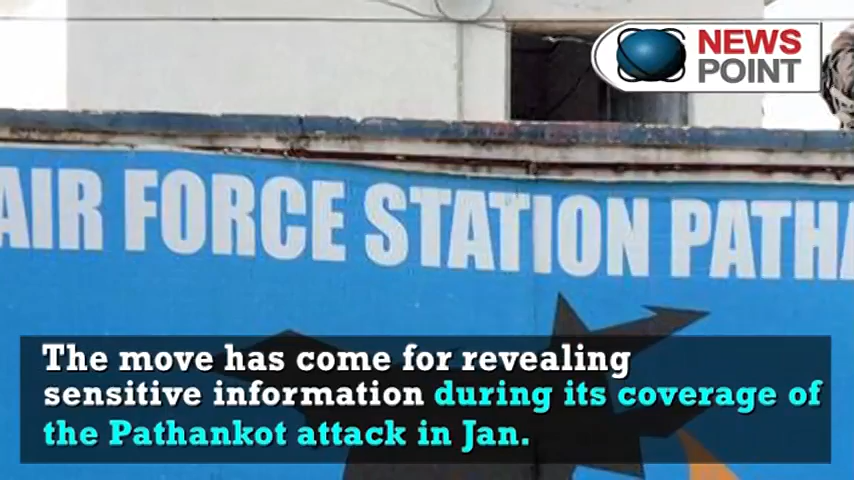 NEWS
POINT
AIR FORCE STATION PATHA
The move has come for revealing
sensitive information during its coverage of
the Pathankot attack in Jan.